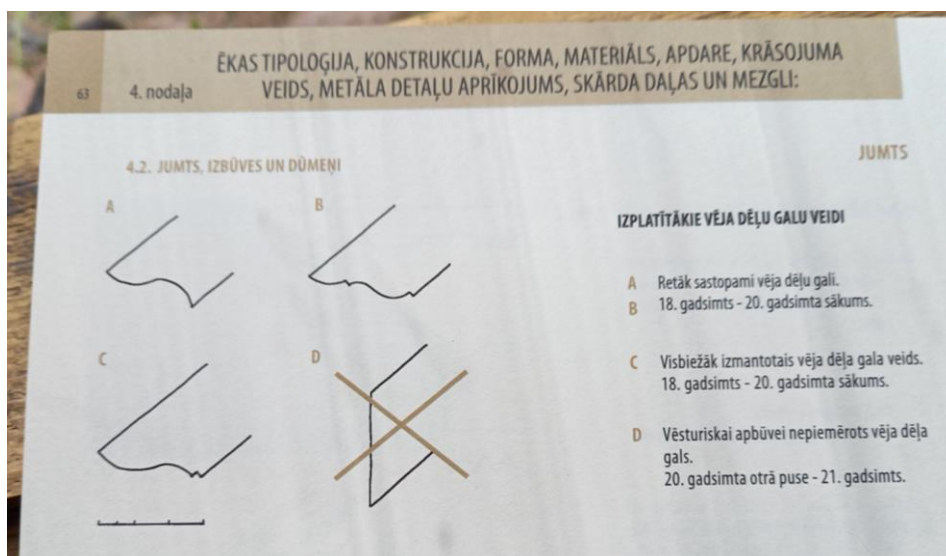 ĒKAS TIPOLOĢIJA, KONSTRUKCIJA, FORMA, MATERIĀLS, APDARE, KRĀSOJUMA
63 4. nodaļa VEIDS, METĀLA DETAĻU APRĪKOJUMS, SKĀRDA DAĻAS UN MEZGLI:
JUMTS
4.2. JUMTS, IZBŪVES UN DŪMEŅI
A
B
C
D
IZPLATĪTĀKIE VĒJA DĒĻU GALU VEIDI
A Retāk sastopami vēja dēļu gali.
B 18. gadsimts - 20. gadsimta sākums.
C Visbiežāk izmantotais vēja dēļa gala veids.
18. gadsimts - 20. gadsimta sākums.
D Vēsturiskai apbūvei nepiemērots vēja dēļa
gals.
20. gadsimta otrā puse - 21. gadsimts.